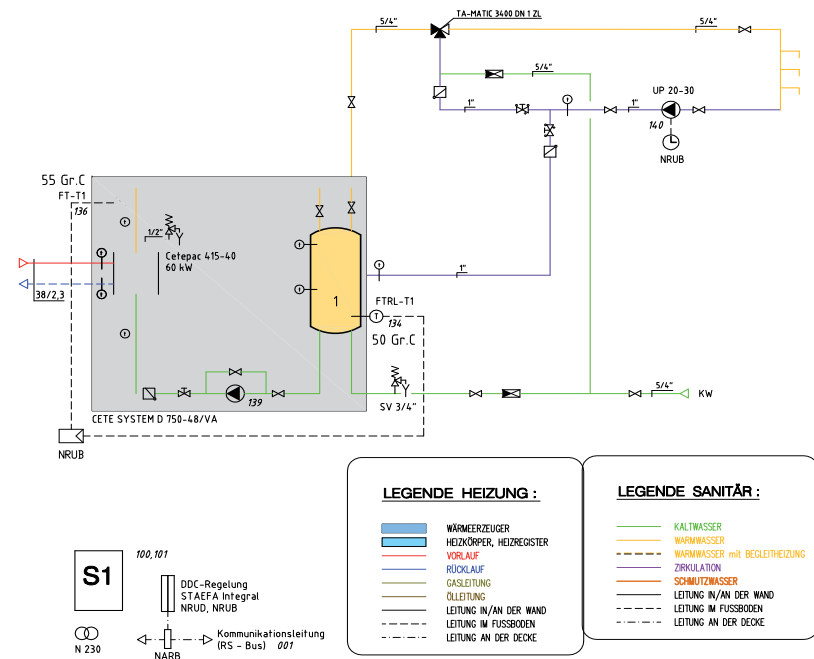 TA-MATIC 3400 DN 1 ZL
5/4"
5/4"
5/4"
1"
1"
UP 20-30
140
NRUB
55 Gr.C
FT-T1
136
1/2"
Cetepac 415-40
60 kW
38/2,3
1
1"
FTRL-T1
T
134
50 Gr.C
139
SV 3/4"
5/4"
KW
CETE SYSTEM D 750-48/VA
NRUB
LEGENDE HEIZUNG :
WÄRMEERZEUGER
HEIZKÖRPER, HEIZREGISTER
VORLAUF
RÜCKLAUF
GASLEITUNG
ÖLLEITUNG
LEITUNG IN/AN DER WAND
LEITUNG IM FUSSBODEN
LEITUNG AN DER DECKE
LEGENDE SANITÄR :
KALTWASSER
WARMWASSER
WARMWASSER mit BEGLEITHEIZUNG
ZIRKULATION
SCHMUTZWASSER
LEITUNG IN/AN DER WAND
LEITUNG IM FUSSBODEN
LEITUNG AN DER DECKE
S1
100,101
DDC-Regelung
STAEFA Integral
NRUD, NRUB
N 230
Kommunikationsleitung
(RS - Bus) 001
NARB